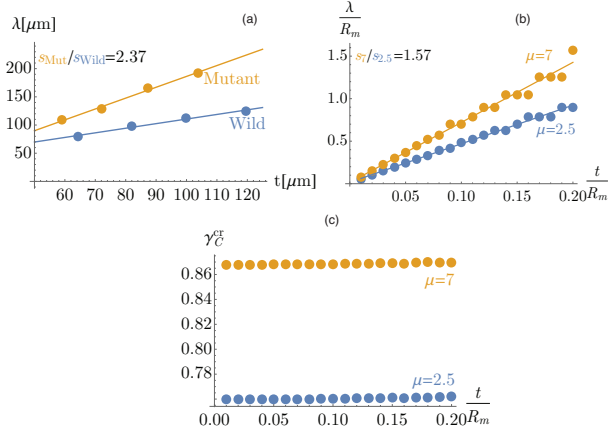 λ[μm]
(a)
s_Mut/s_Wild=2.37
200
150
100
50
Mutant
Wild
60 70 80 90 100 110 120
t[μm]
λ/R_m
(b)
s_7/s_2.5=1.57
μ=7
1.5
1.0
0.5
μ=2.5
0.05 0.10 0.15 0.20
t/R_m
(c)
γ_C^cr
0.86
0.84
0.82
0.80
0.78
μ=7
μ=2.5
0.00 0.05 0.10 0.15 0.20
t/R_m